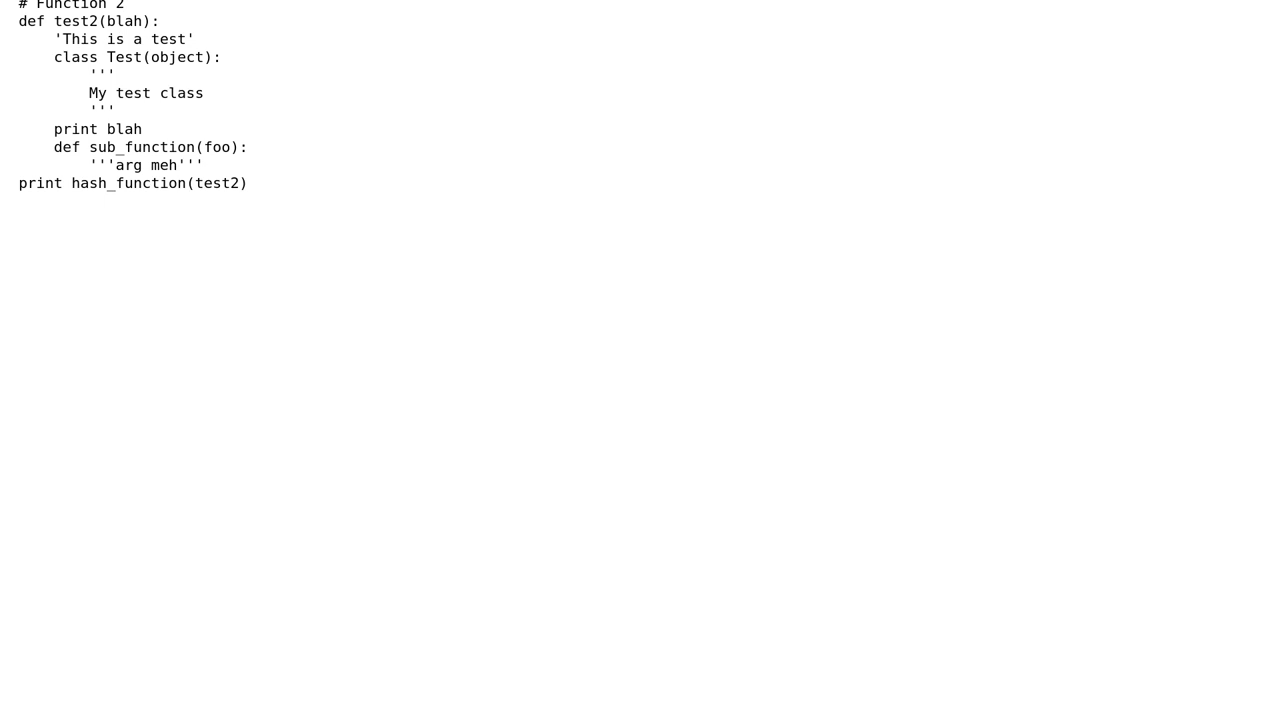 # Function 2
def test2(blah):
    'This is a test'
    class Test(object):
        '''
        My test class
        '''
    print blah
    def sub_function(foo):
        '''arg meh'''
print hash_function(test2)